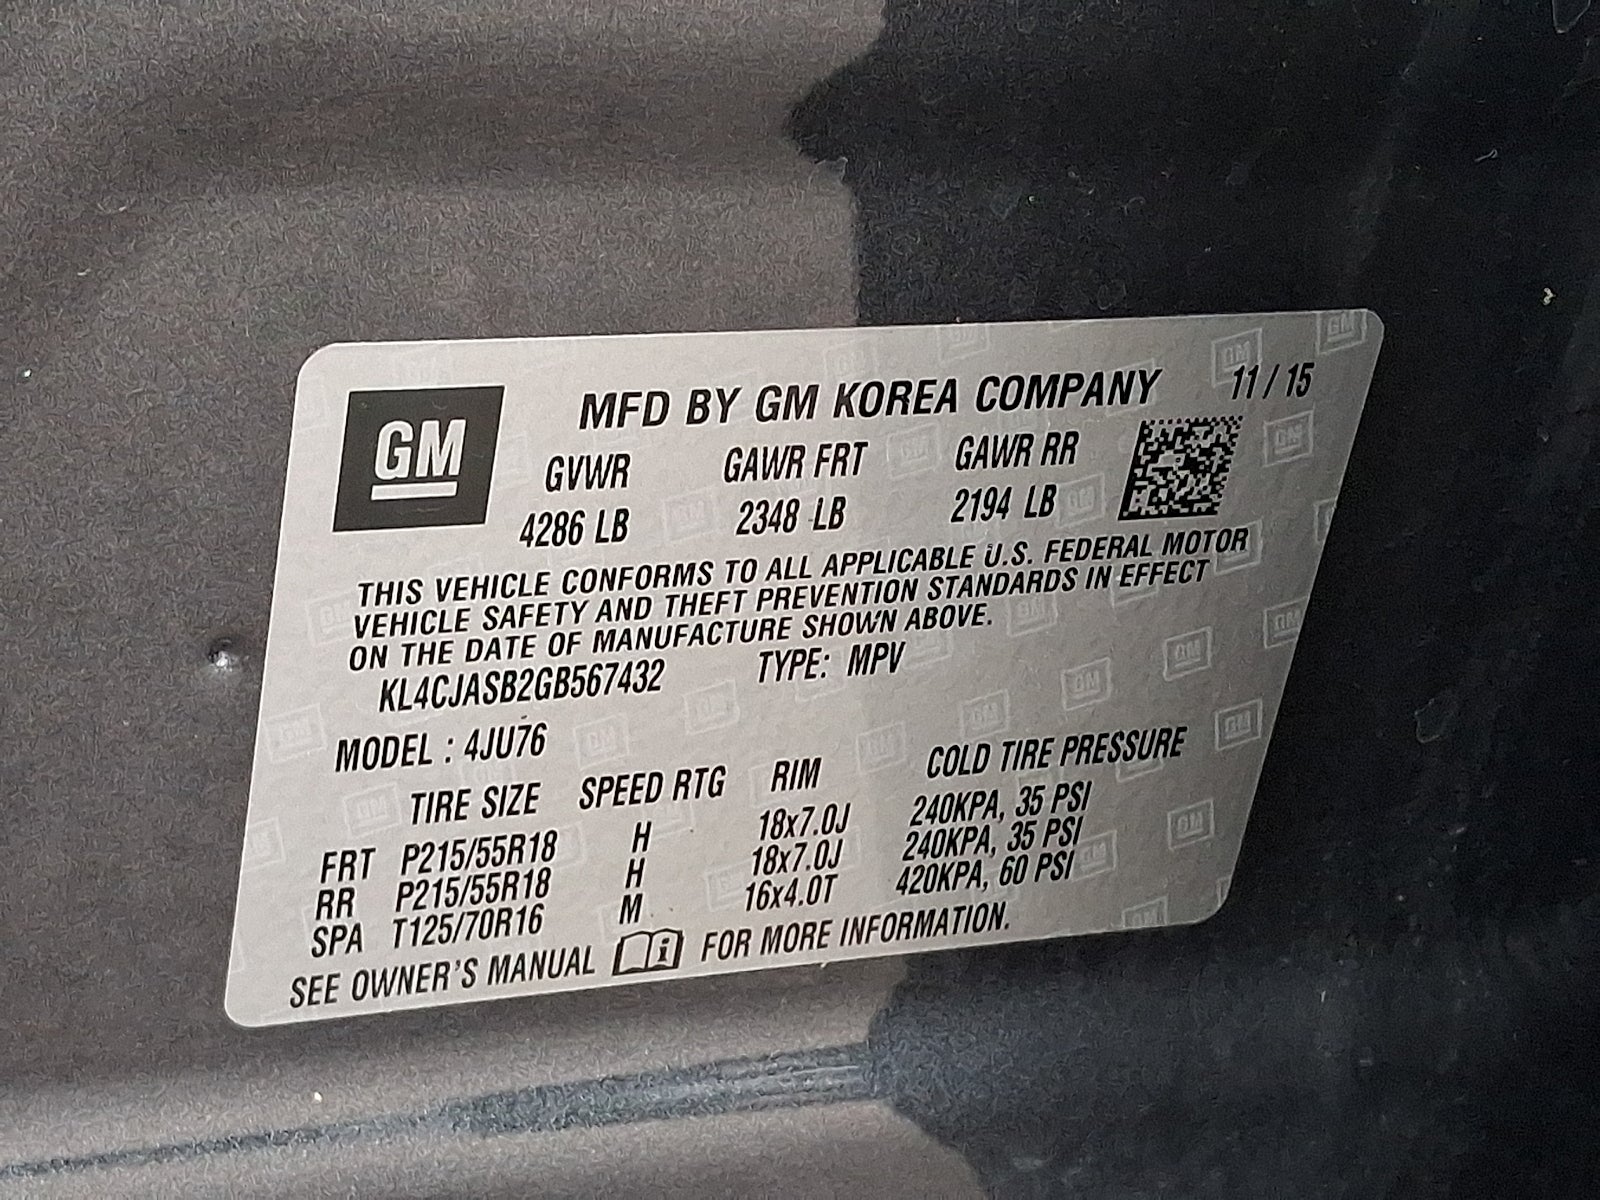 GM
MFD BY GM KOREA COMPANY 11 / 15
GVWR GAWR FRT GAWR RR
4286 LB 2348 LB 2194 LB
THIS VEHICLE CONFORMS TO ALL APPLICABLE U.S. FEDERAL MOTOR
VEHICLE SAFETY AND THEFT PREVENTION STANDARDS IN EFFECT
ON THE DATE OF MANUFACTURE SHOWN ABOVE.
KL4CJASB2GB567432 TYPE: MPV
MODEL : 4JU76
TIRE SIZE SPEED RTG RIM COLD TIRE PRESSURE
FRT P215/55R18 H 18x7.0J 240KPA, 35 PSI
RR P215/55R18 H 18x7.0J 240KPA, 35 PSI
SPA T125/70R16 M 16x4.0T 420KPA, 60 PSI
SEE OWNER'S MANUAL i FOR MORE INFORMATION.